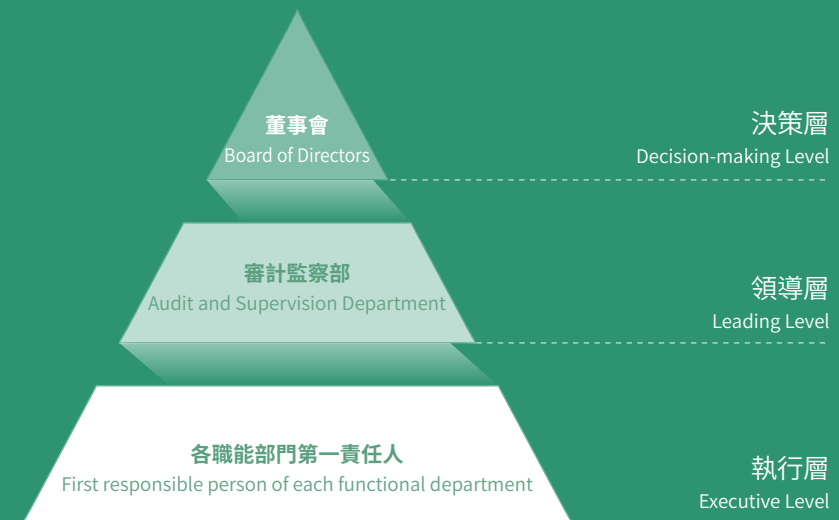 董事會
Board of Directors
決策層
Decision-making Level
審計監察部
Audit and Supervision Department
領導層
Leading Level
各職能部門第一責任人
First responsible person of each functional department
執行層
Executive Level